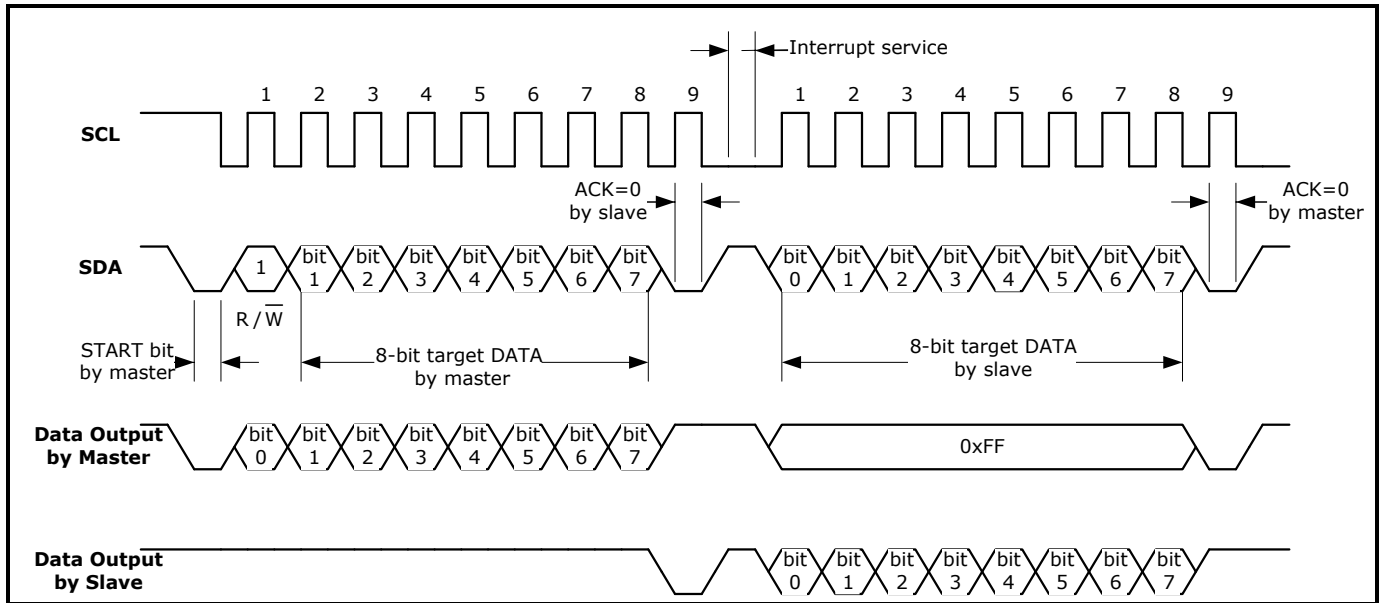 Interrupt service
1 2 3 4 5 6 7 8 9 1 2 3 4 5 6 7 8 9
SCL
ACK=0
by slave
ACK=0
by master
SDA
1 bit 1 bit 2 bit 3 bit 4 bit 5 bit 6 bit 7 bit 0 bit 1 bit 2 bit 3 bit 4 bit 5 bit 6 bit 7
R / W̅
START bit
by master
8-bit target DATA
by master
8-bit target DATA
by slave
Data Output
by Master
bit 0 bit 1 bit 2 bit 3 bit 4 bit 5 bit 6 bit 7 0xFF
Data Output
by Slave
bit 0 bit 1 bit 2 bit 3 bit 4 bit 5 bit 6 bit 7